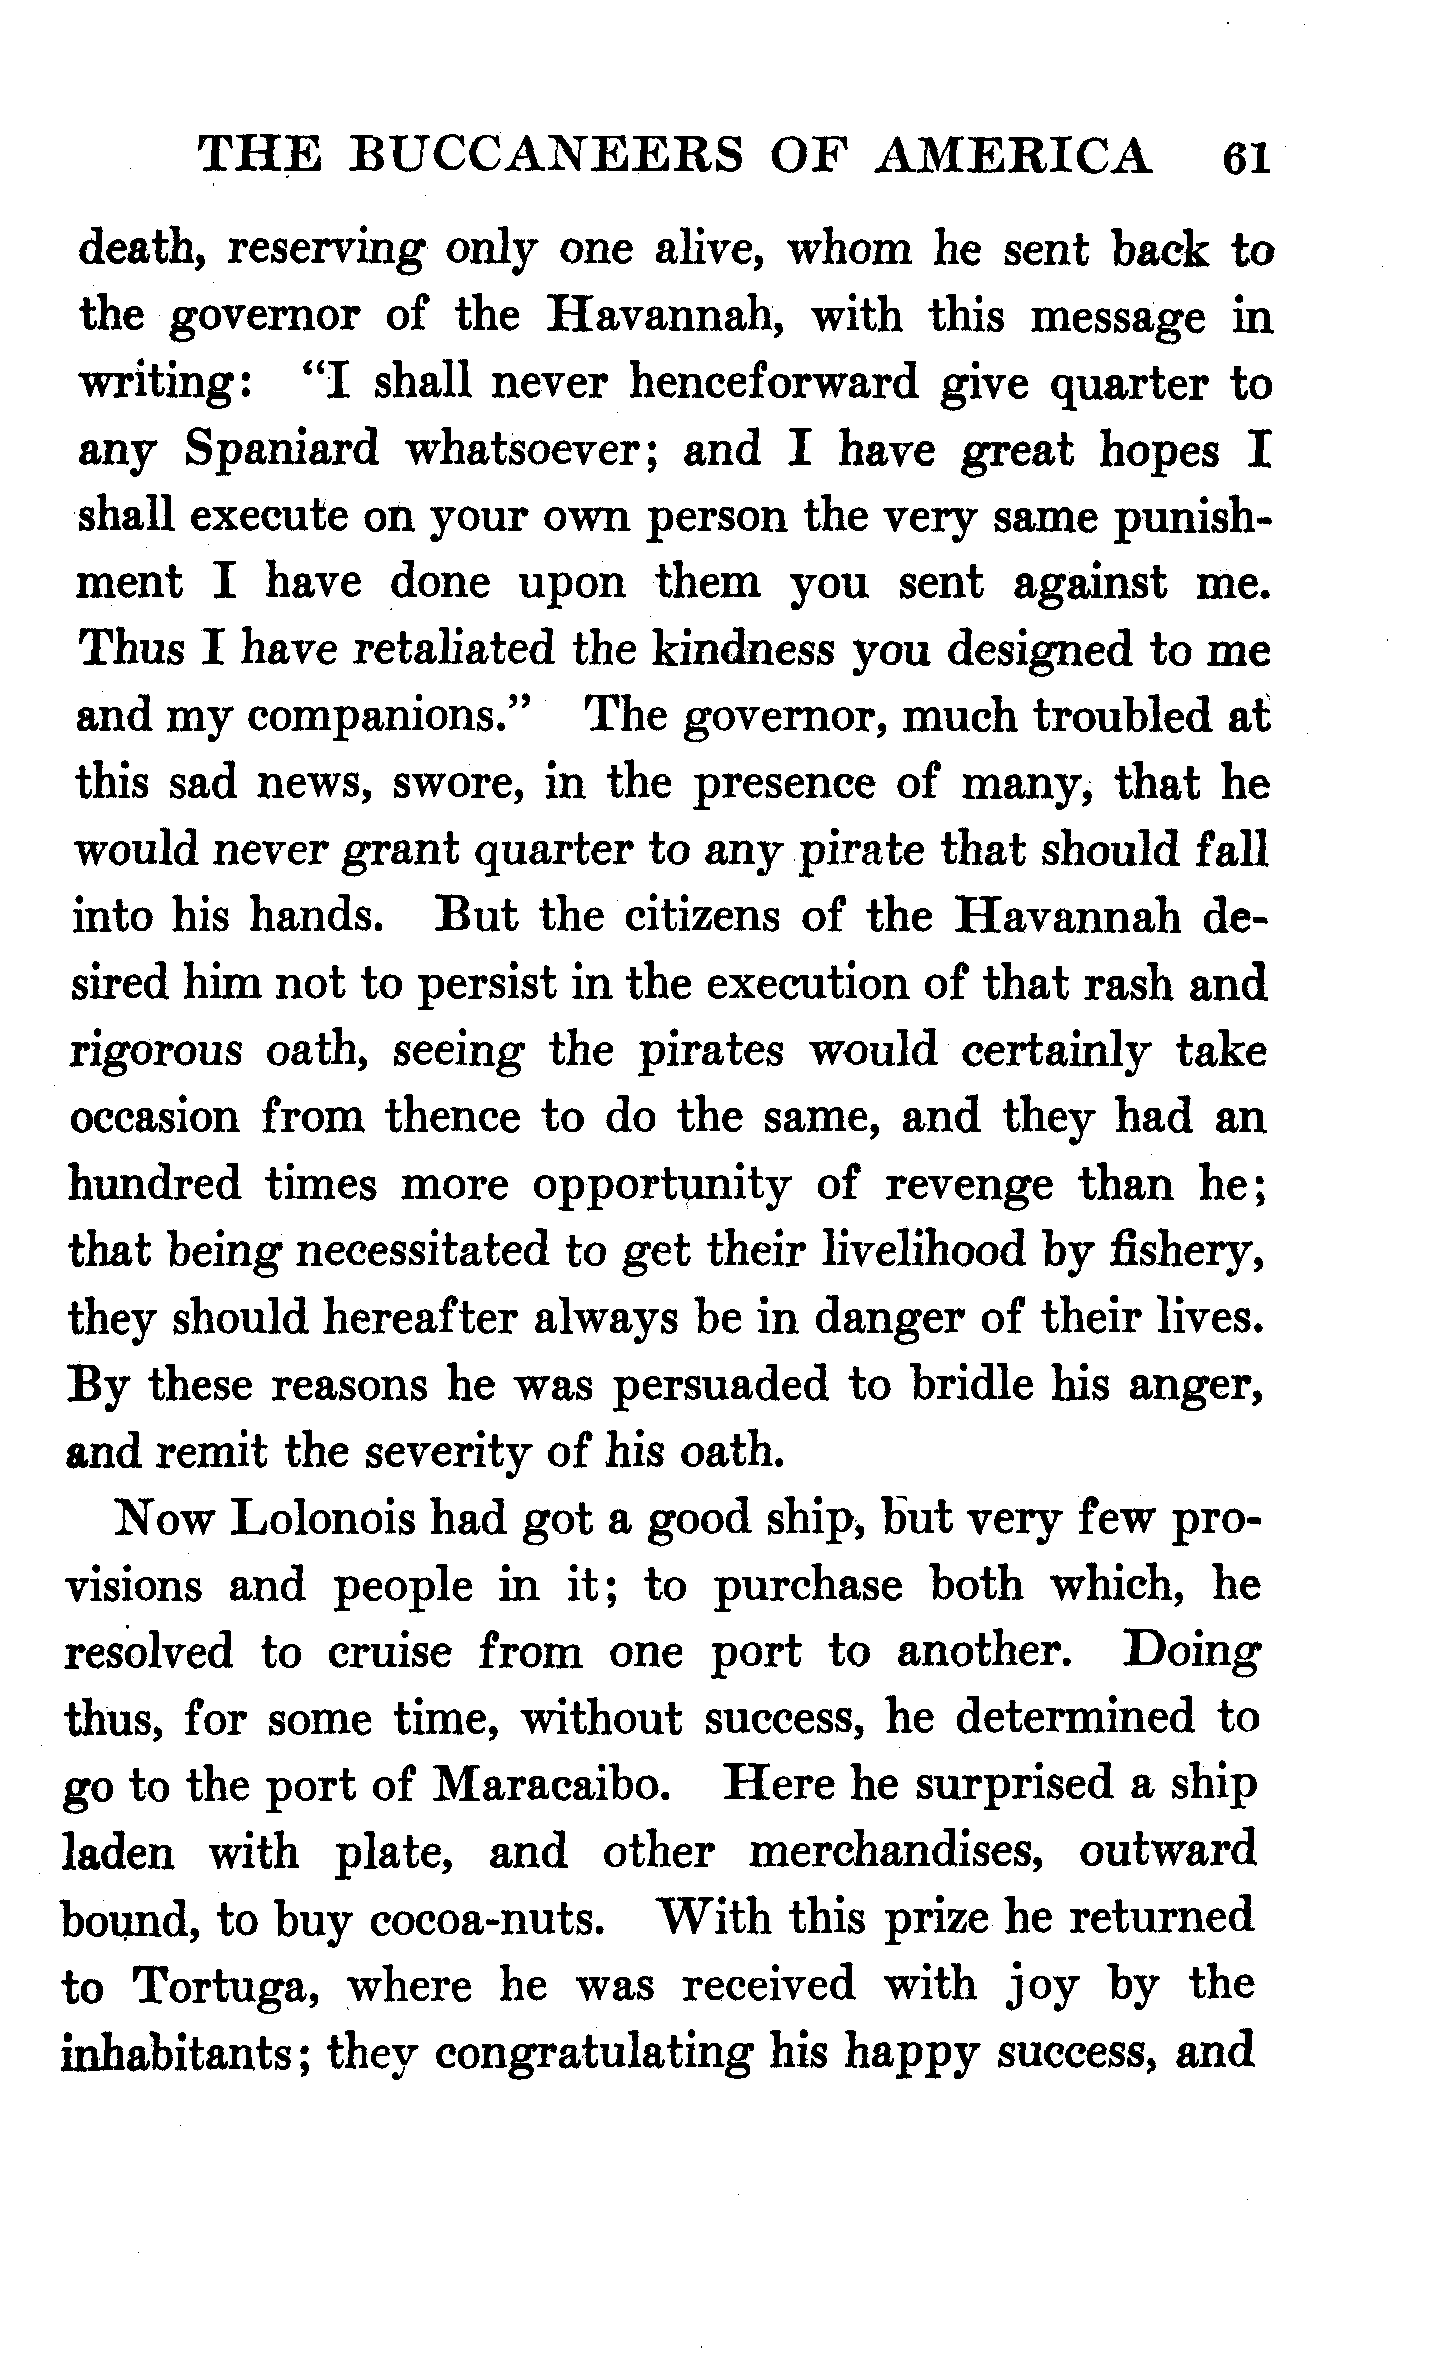 THE BUCCANEERS OF AMERICA 61
death, reserving only one alive, whom he sent back to
the governor of the Havannah, with this message in
writing: "I shall never henceforward give quarter to
any Spaniard whatsoever; and I have great hopes I
shall execute on your own person the very same punish-
ment I have done upon them you sent against me.
Thus I have retaliated the kindness you designed to me
and my companions." The governor, much troubled at
this sad news, swore, in the presence of many, that he
would never grant quarter to any pirate that should fall
into his hands. But the citizens of the Havannah de-
sired him not to persist in the execution of that rash and
rigorous oath, seeing the pirates would certainly take
occasion from thence to do the same, and they had an
hundred times more opportunity of revenge than he;
that being necessitated to get their livelihood by fishery,
they should hereafter always be in danger of their lives.
By these reasons he was persuaded to bridle his anger,
and remit the severity of his oath.
Now Lolonois had got a good ship, but very few pro-
visions and people in it; to purchase both which, he
resolved to cruise from one port to another. Doing
thus, for some time, without success, he determined to
go to the port of Maracaibo. Here he surprised a ship
laden with plate, and other merchandises, outward
bound, to buy cocoa-nuts. With this prize he returned
to Tortuga, where he was received with joy by the
inhabitants; they congratulating his happy success, and